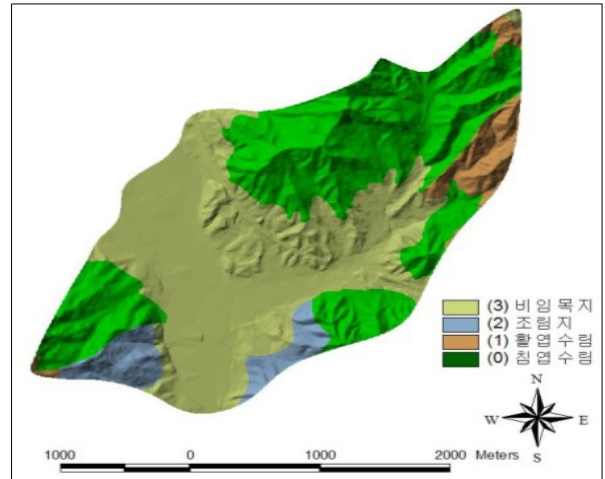 (3) 비임목지
(2) 조림지
(1) 활엽수림
(0) 침엽수림
N
W E
S
1000 0 1000 2000 Meters